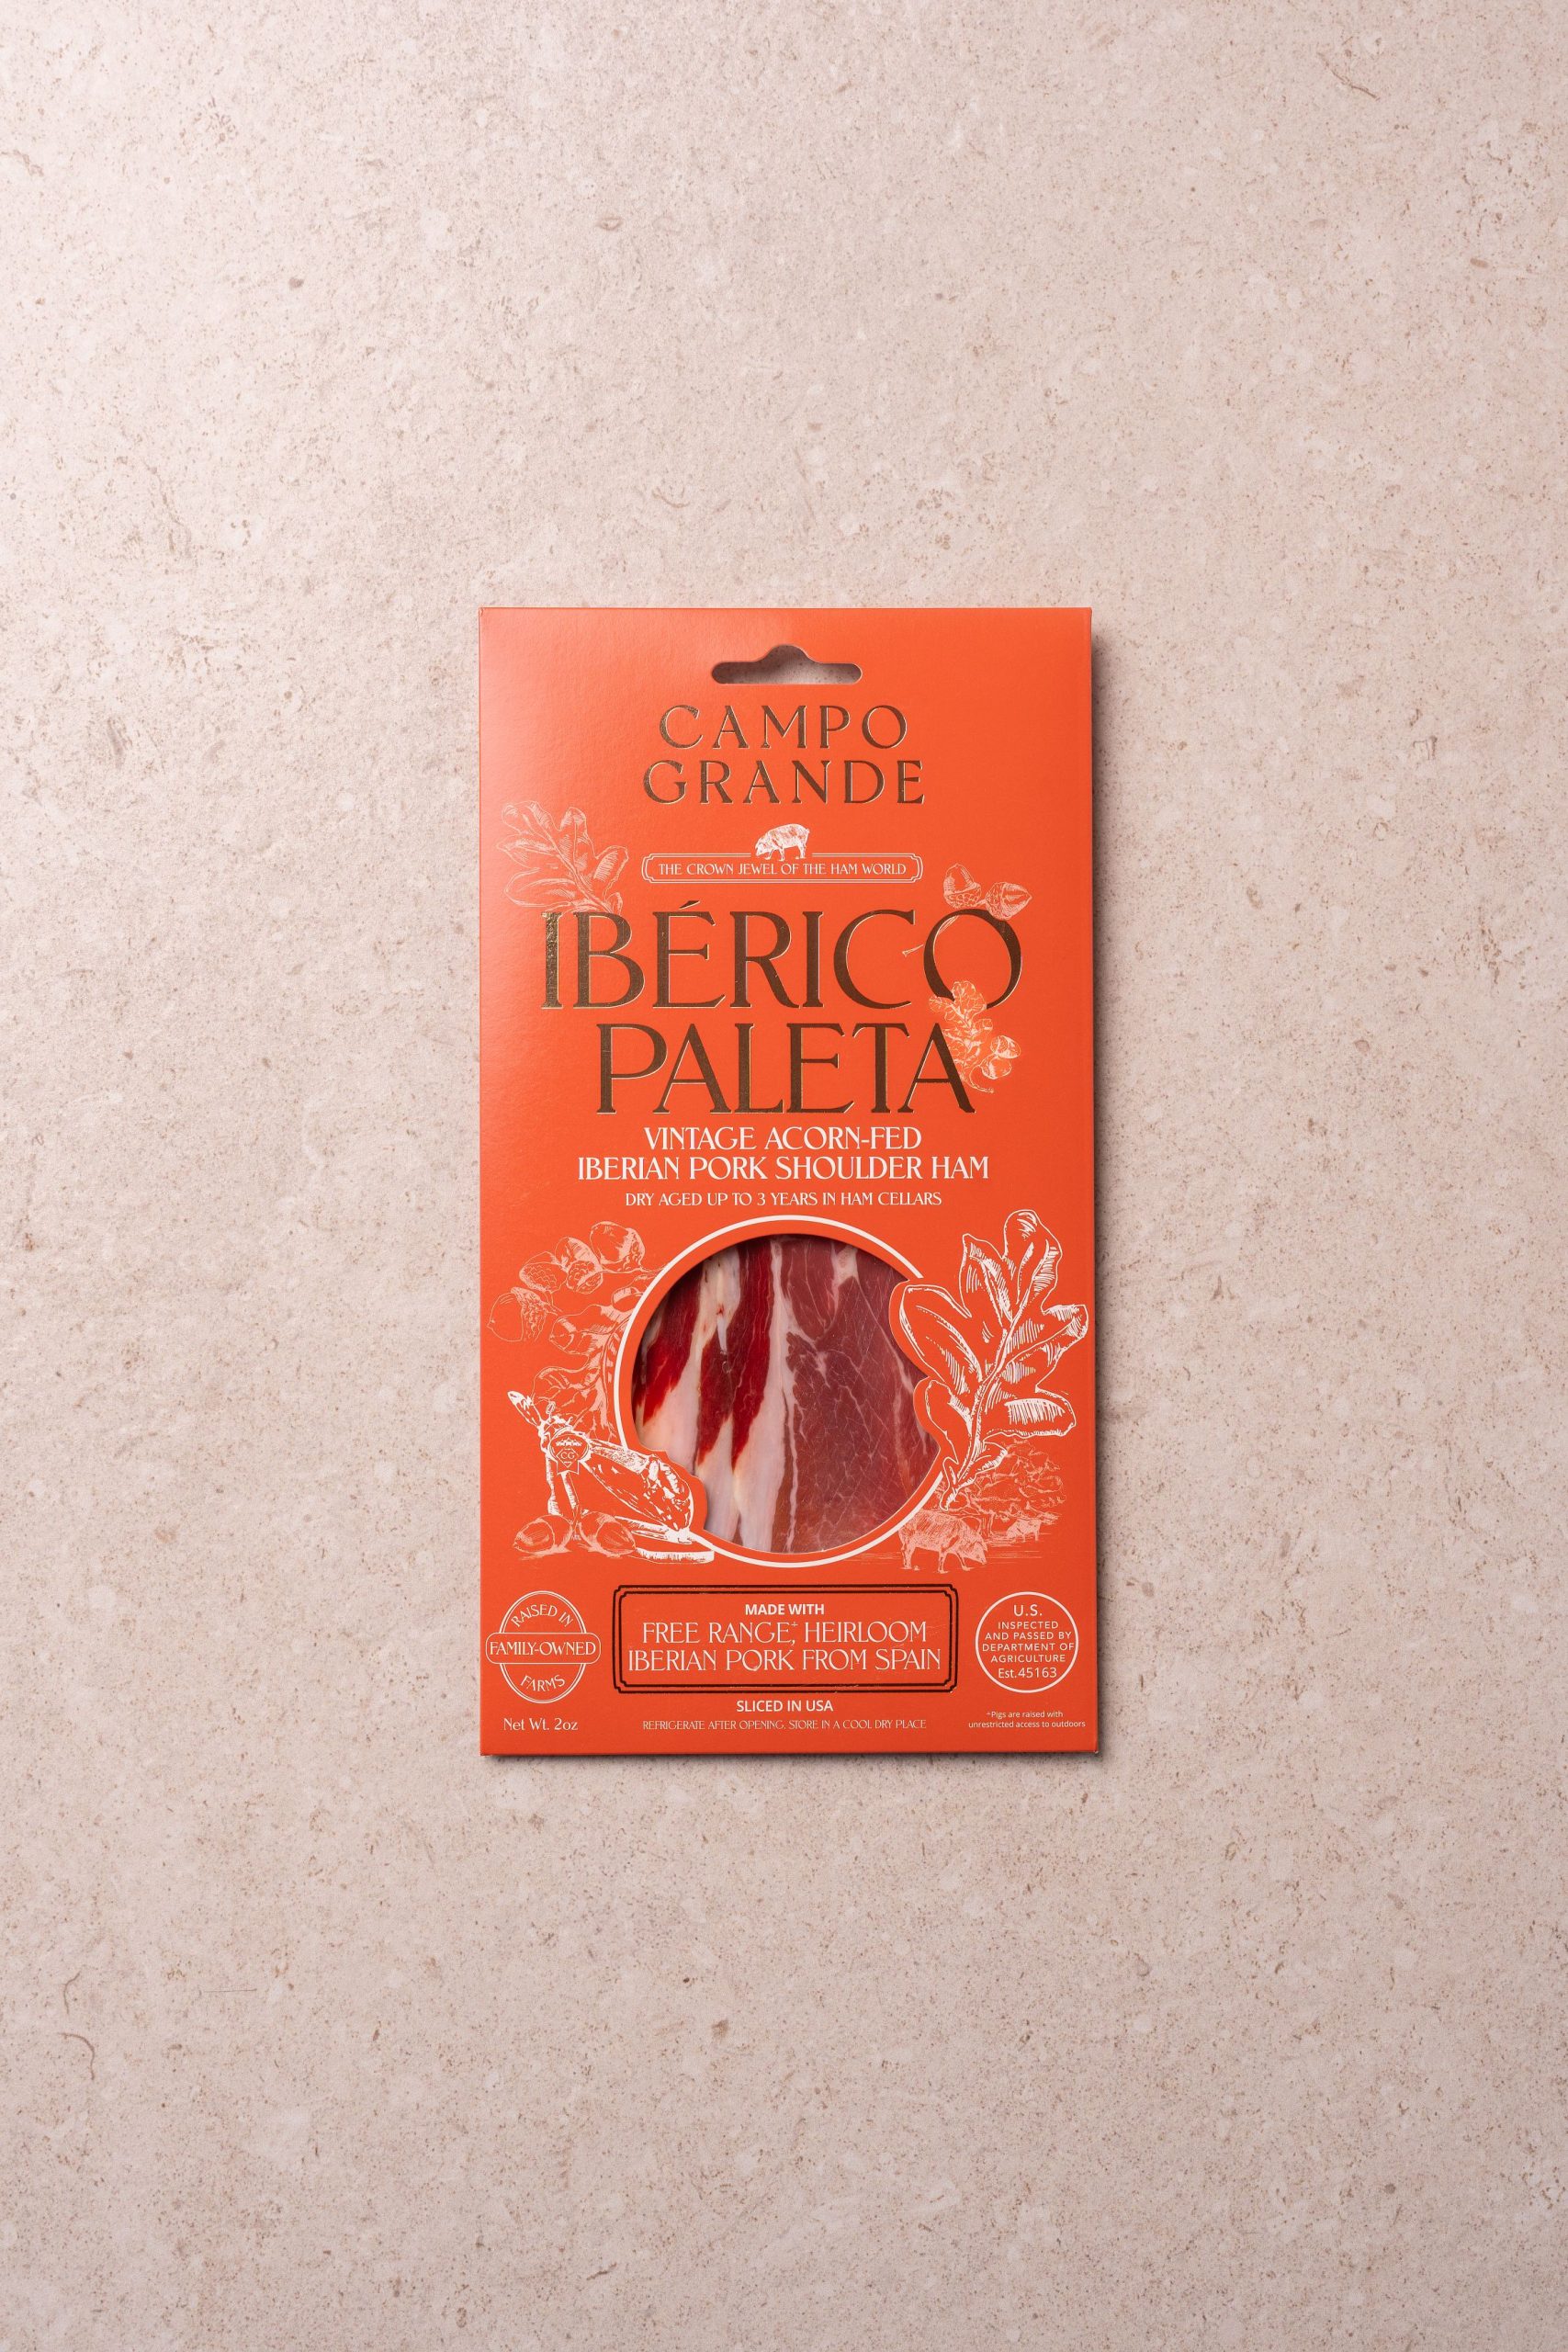 CAMPO
GRANDE
THE CROWN JEWEL OF THE HAM WORLD
IBÉRICO
PALETA
VINTAGE ACORN-FED
IBERIAN PORK SHOULDER HAM
DRY AGED UP TO 3 YEARS IN HAM CELLARS
CG
RAISED IN
FAMILY-OWNED
FARMS
Net Wt. 2oz
MADE WITH
FREE RANGE,+ HEIRLOOM
IBERIAN PORK FROM SPAIN
SLICED IN USA
REFRIGERATE AFTER OPENING. STORE IN A COOL DRY PLACE
U.S.
INSPECTED
AND PASSED BY
DEPARTMENT OF
AGRICULTURE
Est.45163
+Pigs are raised with
unrestricted access to outdoors